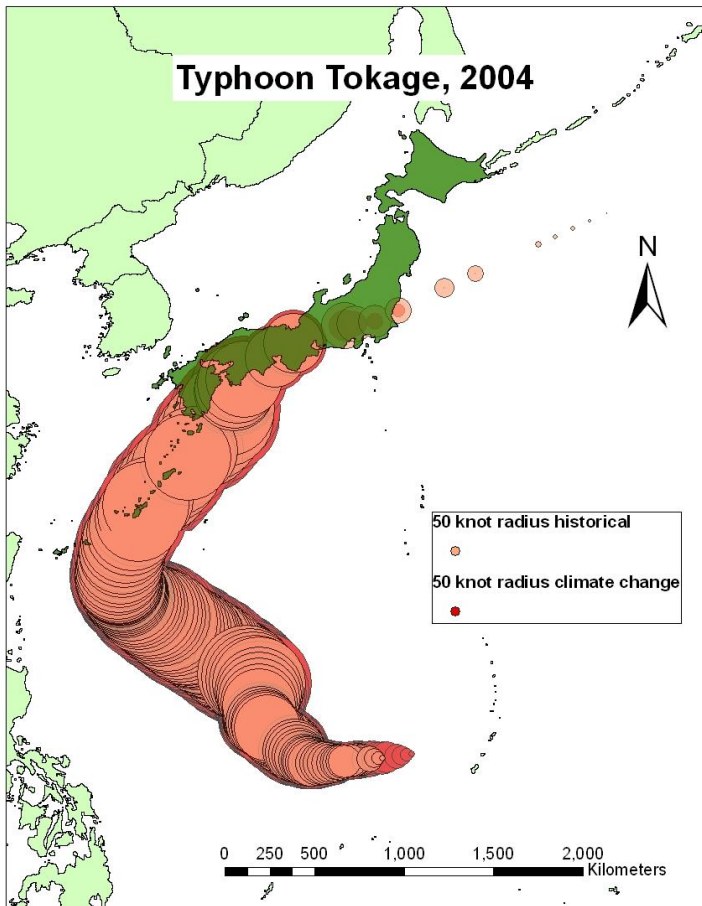 Typhoon Tokage, 2004
N
50 knot radius historical
50 knot radius climate change
0 250 500 1,000 1,500 2,000
Kilometers